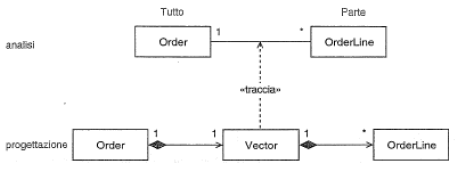 Tutto Parte
analisi Order 1 * OrderLine
«traccia»
progettazione Order 1 1 Vector 1 * OrderLine